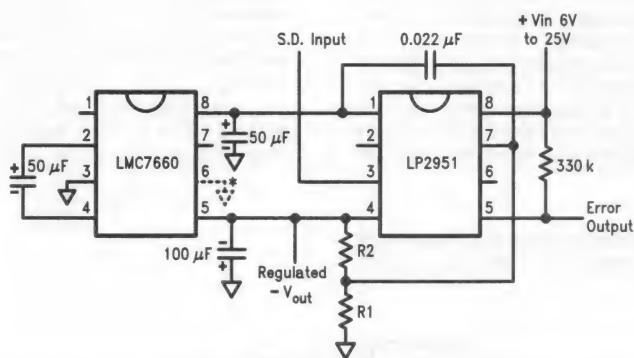 + Vin 6V
to 25V
S.D. Input
0.022 μF
1
8
1
8
50 μF
2
7
LMC7660
2
7
LP2951
330 k
50 μF
3
6
*
3
6
4
5
4
5
Error
Output
100 μF
Regulated
- Vout
R2
R1